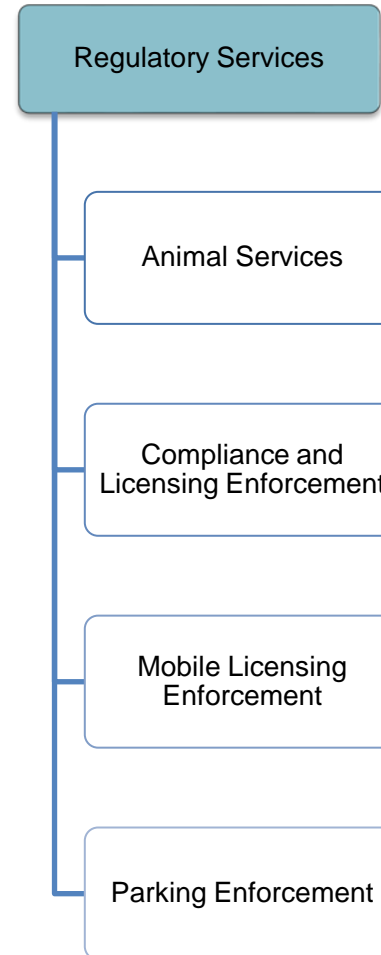 Regulatory Services
Animal Services
Compliance and
Licensing Enforcement
Mobile Licensing
Enforcement
Parking Enforcement